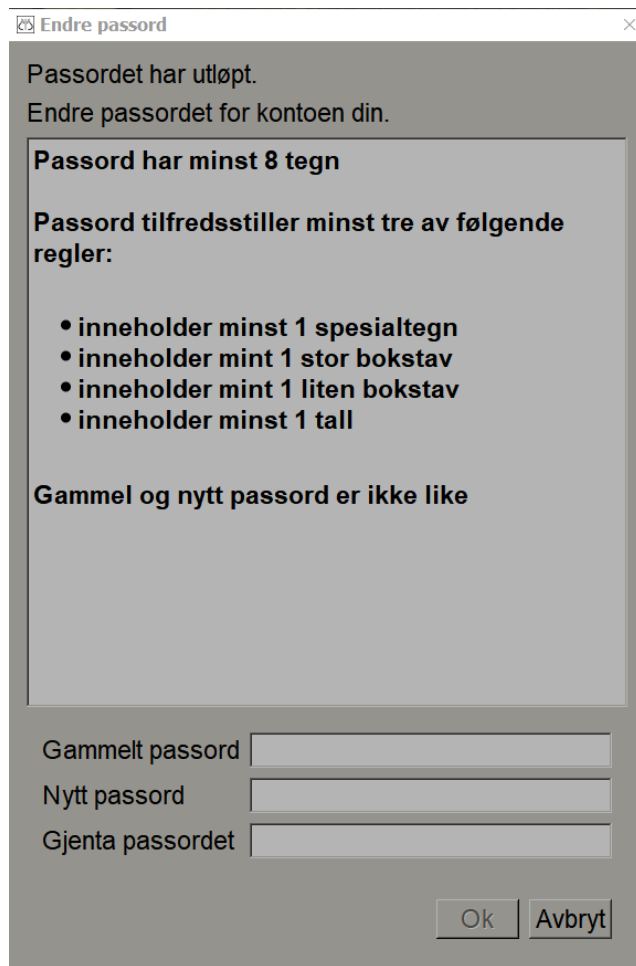 Endre passord
Passordet har utløpt.
Endre passordet for kontoen din.
Passord har minst 8 tegn
Passord tilfredsstiller minst tre av følgende
regler:
• inneholder minst 1 spesialtegn
• inneholder mint 1 stor bokstav
• inneholder mint 1 liten bokstav
• inneholder minst 1 tall
Gammel og nytt passord er ikke like
Gammelt passord
Nytt passord
Gjenta passordet
Ok Avbryt